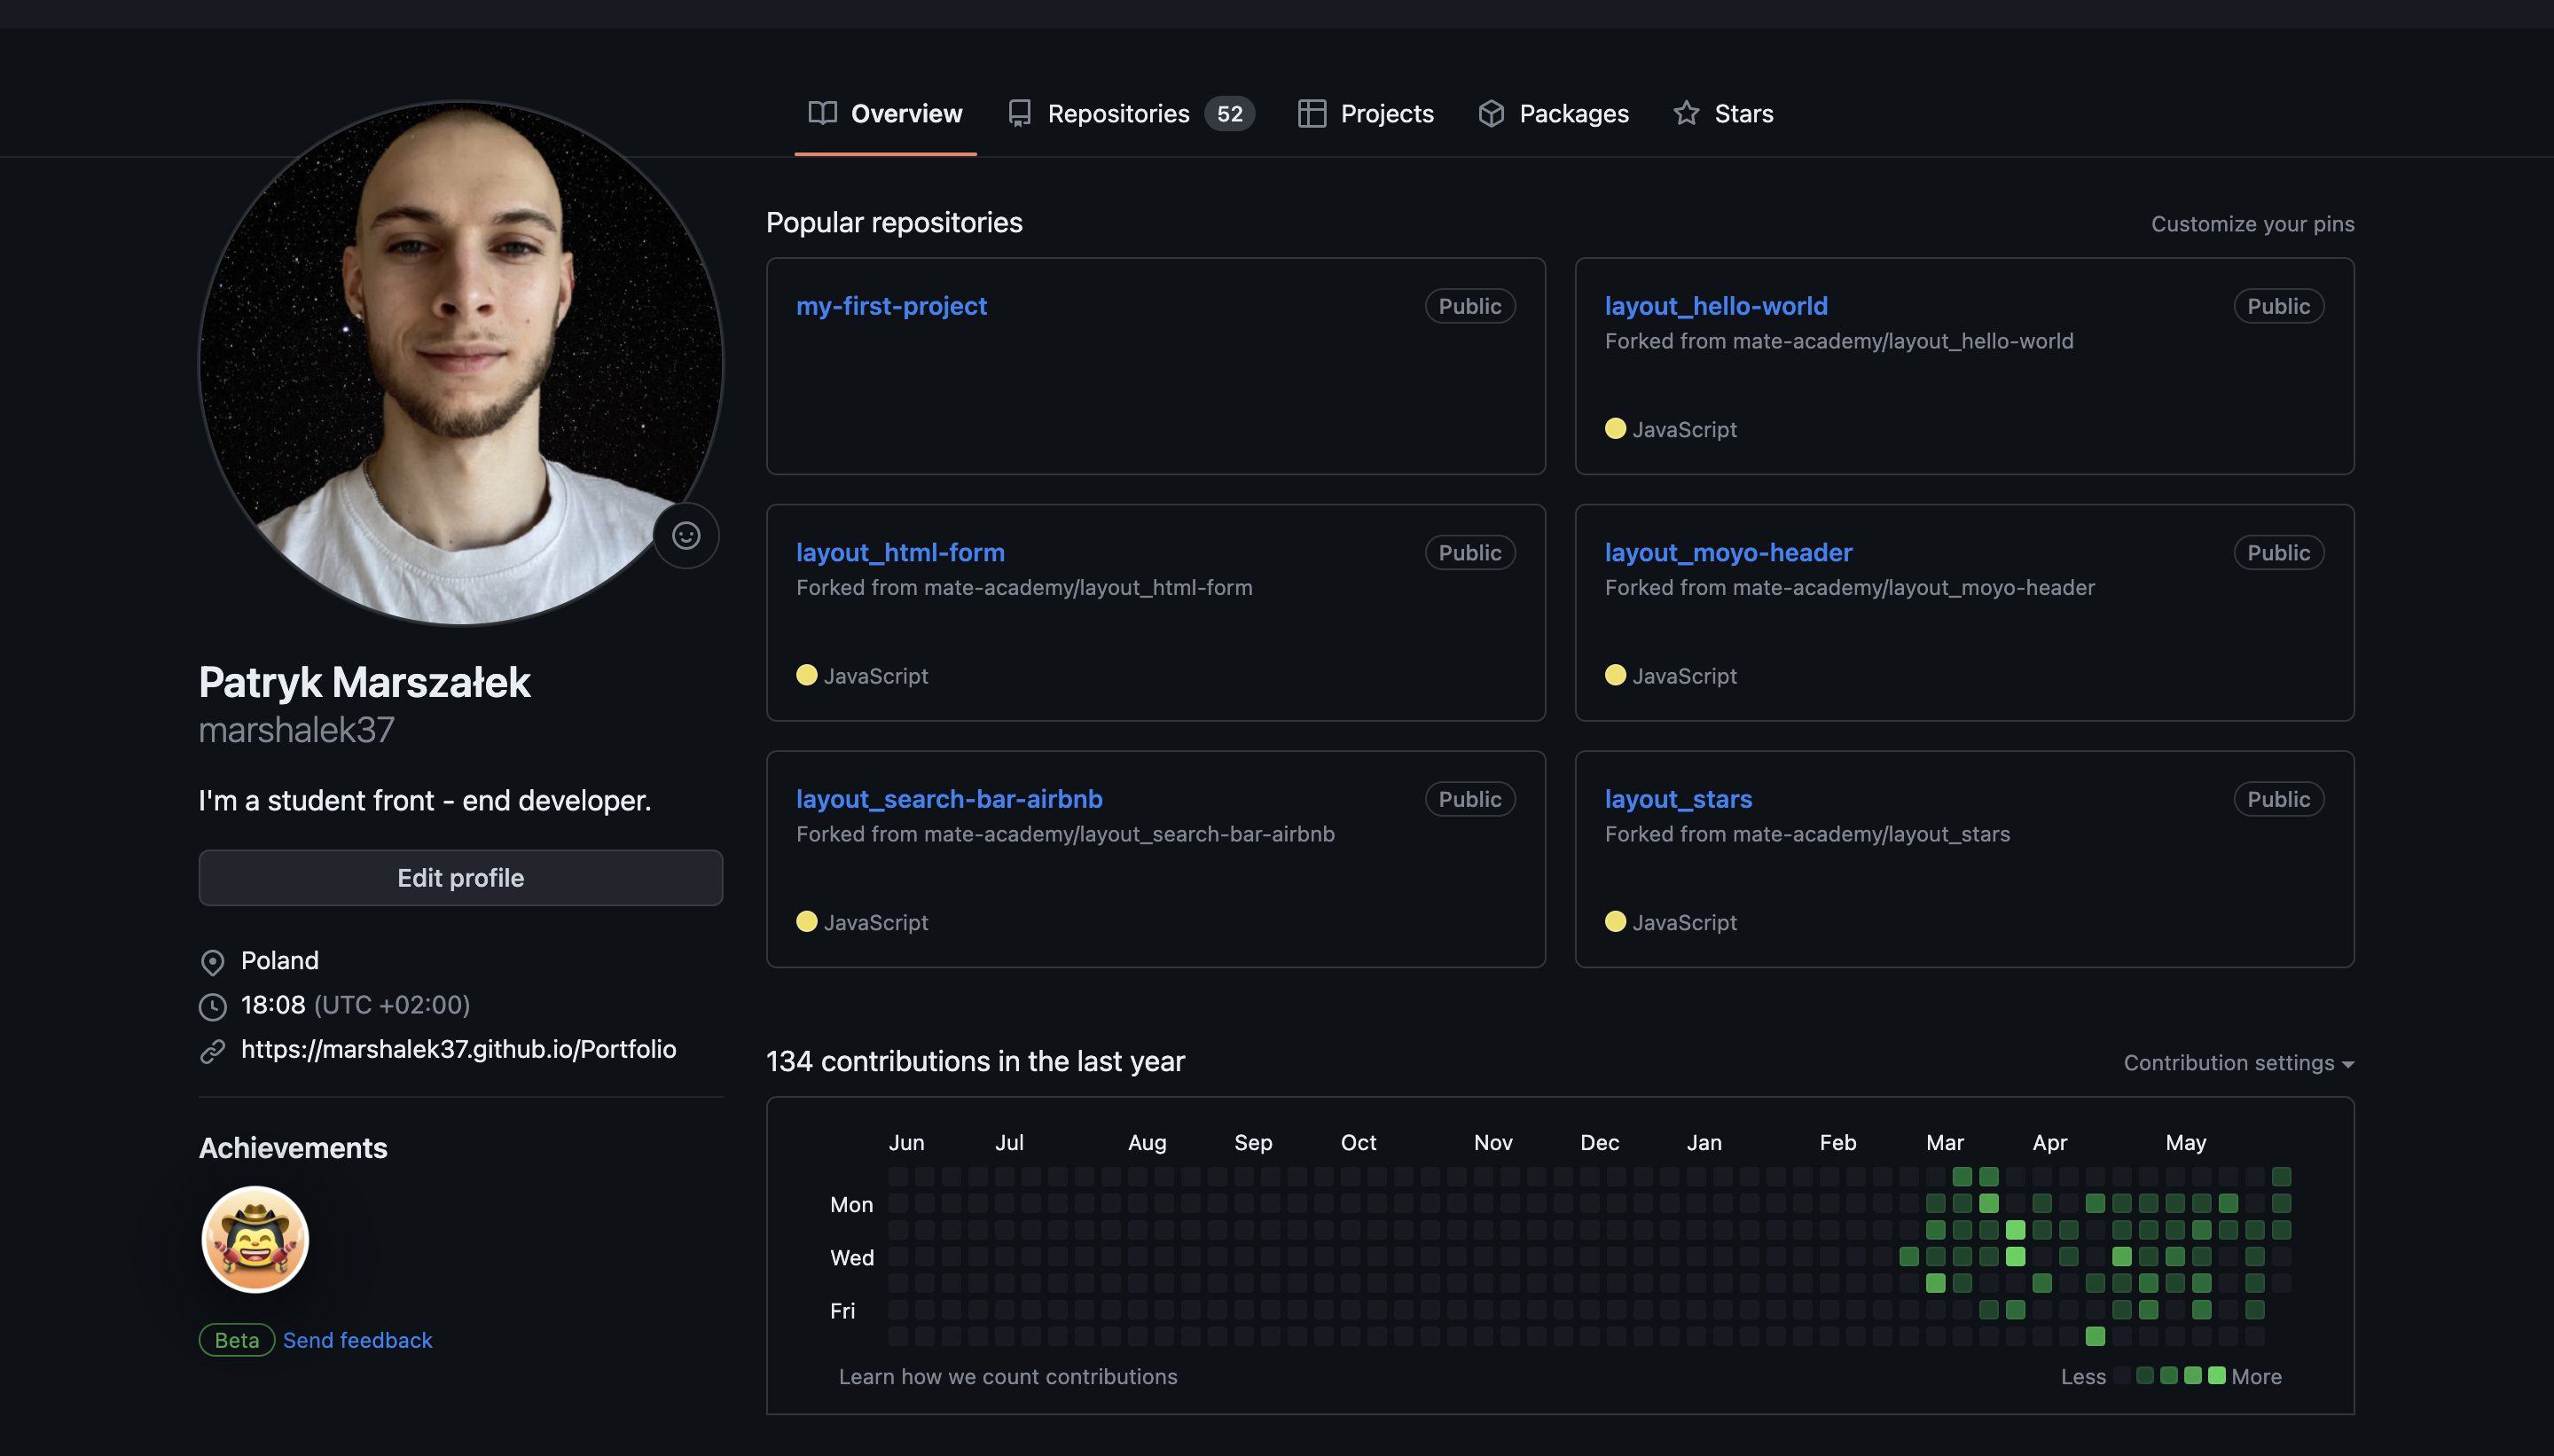 Overview
Repositories 52
Projects
Packages
Stars
Patryk Marszałek
marshalek37
I'm a student front - end developer.
Edit profile
Poland
18:08 (UTC +02:00)
https://marshalek37.github.io/Portfolio
Achievements
Beta Send feedback
Popular repositories
Customize your pins
my-first-project
Public
layout_hello-world
Public
Forked from mate-academy/layout_hello-world
JavaScript
layout_html-form
Public
Forked from mate-academy/layout_html-form
JavaScript
layout_moyo-header
Public
Forked from mate-academy/layout_moyo-header
JavaScript
layout_search-bar-airbnb
Public
Forked from mate-academy/layout_search-bar-airbnb
JavaScript
layout_stars
Public
Forked from mate-academy/layout_stars
JavaScript
134 contributions in the last year
Contribution settings
Jun Jul Aug Sep Oct Nov Dec Jan Feb Mar Apr May
Mon
Wed
Fri
Learn how we count contributions
Less More